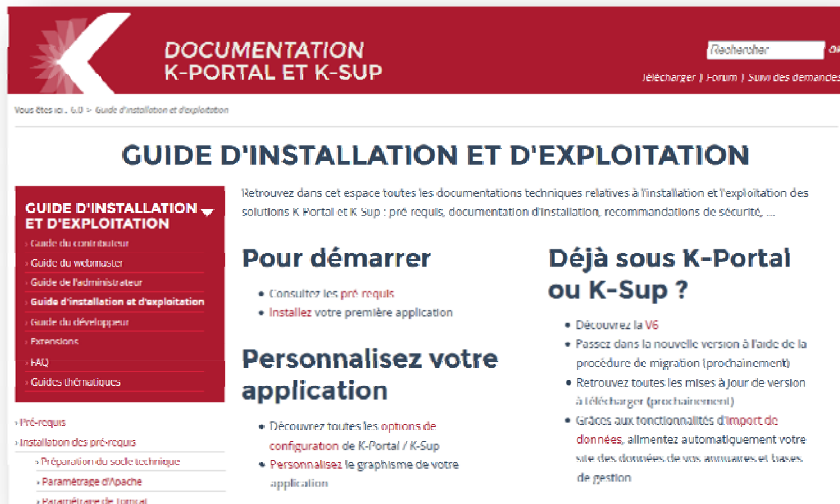 DOCUMENTATION
K-PORTAL ET K-SUP
Rechercher
Télécharger | Forum | Suivi des demandes
Vous êtes ici : 6.0 > Guide d'installation et d'exploitation
GUIDE D'INSTALLATION ET D'EXPLOITATION
GUIDE D'INSTALLATION
ET D'EXPLOITATION
› Guide du contributeur
› Guide du webmaster
› Guide de l'administrateur
› Guide d'installation et d'exploitation
› Guide du développeur
› Extensions
› FAQ
› Guides thématiques
› Pré-requis
› Installation des pré-requis
› Préparation du socle technique
› Paramétrage d'Apache
› Paramétrage de Tomcat
Retrouvez dans cet espace toutes les documentations techniques relatives à l'installation et l'exploitation des
solutions K-Portal et K-Sup : pré-requis, documentation d'installation, recommandations de sécurité, ...
Pour démarrer
• Consultez les pré-requis
• Installez votre première application
Personnalisez votre
application
• Découvrez toutes les options de
configuration de K-Portal / K-Sup
• Personnalisez le graphisme de votre
application
Déjà sous K-Portal
ou K-Sup ?
• Découvrez la V6
• Passez dans la nouvelle version à l'aide de la
procédure de migration (prochainement)
• Retrouvez toutes les mises à jour de version
à télécharger (prochainement)
• Grâces aux fonctionnalités d'import de
données, alimentez automatiquement votre
site des données de vos annuaires et bases
de gestion